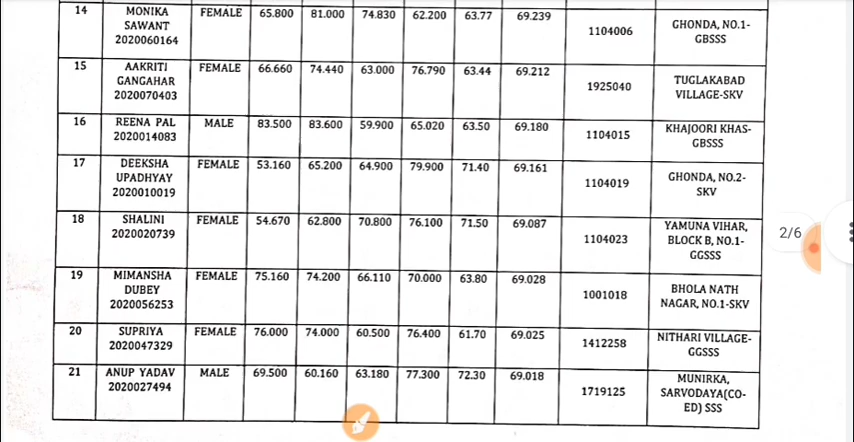 14 MONIKA SAWANT 2020060164 FEMALE 65.800 81.000 74.830 62.200 63.77 69.239 1104006 GHONDA, NO.1-GBSSS
15 AAKRITI GANGAHAR 2020070403 FEMALE 66.660 74.440 63.000 76.790 63.44 69.212 1925040 TUGLAKABAD VILLAGE-SKV
16 REENA PAL 2020014083 MALE 83.500 83.600 59.900 65.020 63.50 69.180 1104015 KHAJOORI KHAS-GBSSS
17 DEEKSHA UPADHYAY 2020010019 FEMALE 53.160 65.200 64.900 79.900 71.40 69.161 1104019 GHONDA, NO.2-SKV
18 SHALINI 2020020739 FEMALE 54.670 62.800 70.800 76.100 71.50 69.087 1104023 YAMUNA VIHAR, BLOCK B, NO.1-GGSSS
19 MIMANSHA DUBEY 2020056253 FEMALE 75.160 74.200 66.110 70.000 63.80 69.028 1001018 BHOLA NATH NAGAR, NO.1-SKV
20 SUPRIYA 2020047329 FEMALE 76.000 74.000 60.500 76.400 61.70 69.025 1412258 NITHARI VILLAGE-GGSSS
21 ANUP YADAV 2020027494 MALE 69.500 60.160 63.180 77.300 72.30 69.018 1719125 MUNIRKA, SARVODAYA(CO-ED) SSS
2/6